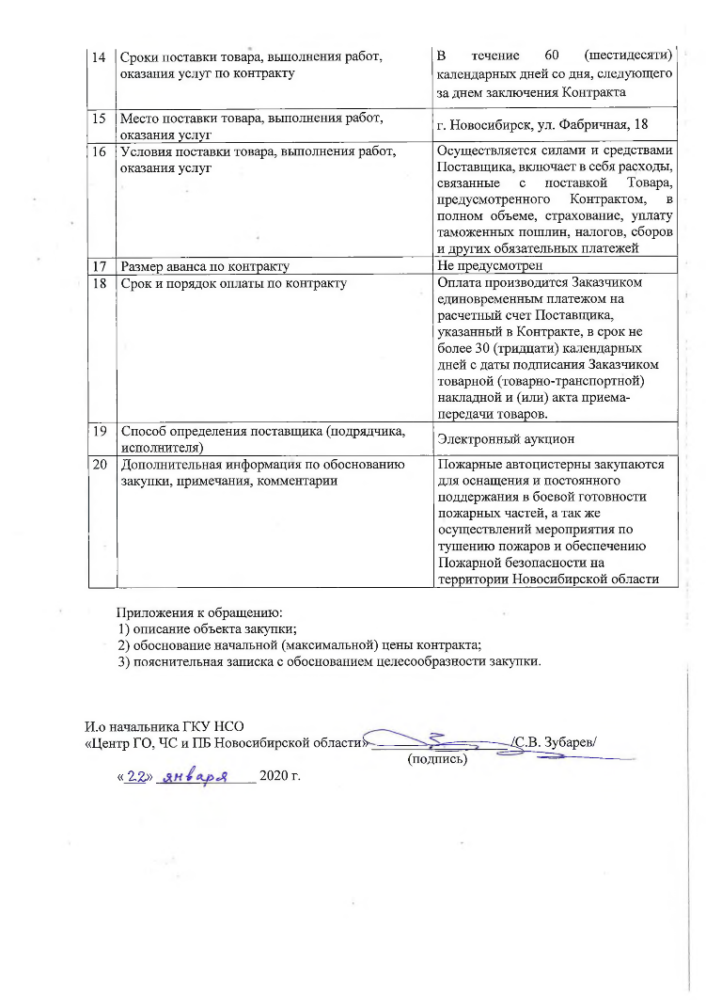 14 Сроки поставки товара, выполнения работ, В течение 60 (шестидесяти)
оказания услуг по контракту календарных дней со дня, следующего
за днем заключения Контракта
15 Место поставки товара, выполнения работ, г. Новосибирск, ул. Фабричная, 18
оказания услуг
16 Условия поставки товара, выполнения работ, Осуществляется силами и средствами
оказания услуг Поставщика, включает в себя расходы,
связанные с поставкой Товара,
предусмотренного Контрактом, в
полном объеме, страхование, уплату
таможенных пошлин, налогов, сборов
и других обязательных платежей
17 Размер аванса по контракту Не предусмотрен
18 Срок и порядок оплаты по контракту Оплата производится Заказчиком
единовременным платежом на
расчетный счет Поставщика,
указанный в Контракте, в срок не
более 30 (тридцати) календарных
дней с даты подписания Заказчиком
товарной (товарно-транспортной)
накладной и (или) акта приема-
передачи товаров.
19 Способ определения поставщика (подрядчика, Электронный аукцион
исполнителя)
20 Дополнительная информация по обоснованию Пожарные автоцистерны закупаются
закупки, примечания, комментарии для оснащения и постоянного
поддержания в боевой готовности
пожарных частей, а так же
осуществлений мероприятия по
тушению пожаров и обеспечению
Пожарной безопасности на
территории Новосибирской области
Приложения к обращению:
1) описание объекта закупки;
2) обоснование начальной (максимальной) цены контракта;
3) пояснительная записка с обоснованием целесообразности закупки.
И.о начальника ГКУ НСО
«Центр ГО, ЧС и ПБ Новосибирской области» /С.В. Зубарев/
(подпись)
«22» января 2020 г.